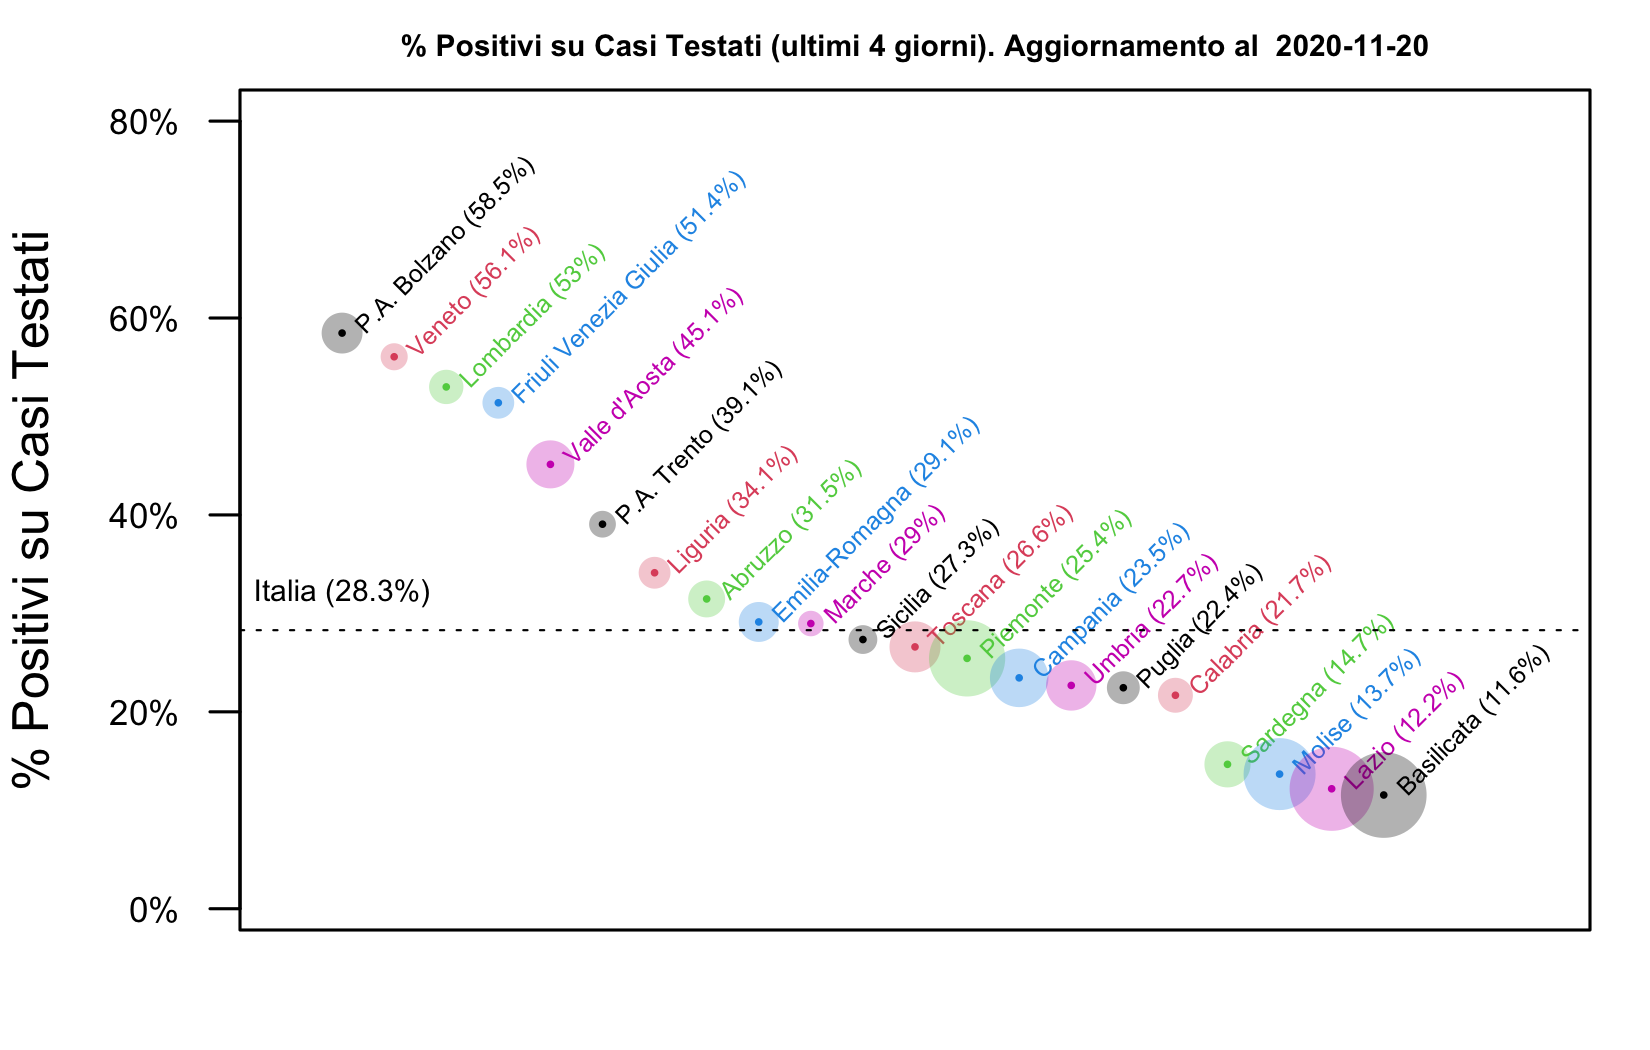 % Positivi su Casi Testati (ultimi 4 giorni). Aggiornamento al  2020-11-20
% Positivi su Casi Testati
80%
60%
40%
20%
0%
P.A. Bolzano (58.5%)
Veneto (56.1%)
Lombardia (53%)
Friuli Venezia Giulia (51.4%)
Valle d'Aosta (45.1%)
P.A. Trento (39.1%)
Liguria (34.1%)
Abruzzo (31.5%)
Emilia-Romagna (29.1%)
Marche (29%)
Sicilia (27.3%)
Toscana (26.6%)
Piemonte (25.4%)
Campania (23.5%)
Umbria (22.7%)
Puglia (22.4%)
Calabria (21.7%)
Sardegna (14.7%)
Molise (13.7%)
Lazio (12.2%)
Basilicata (11.6%)
Italia (28.3%)